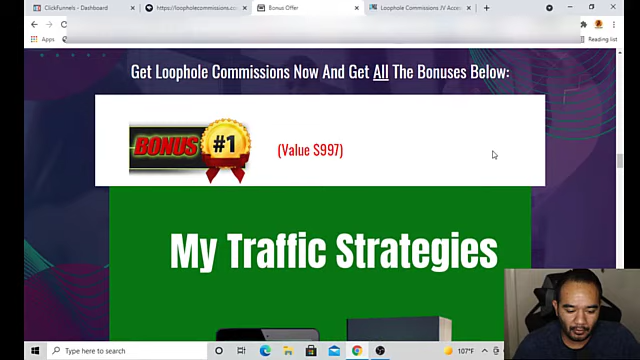 ClickFunnels - Dashboard
https://loopholecommissions.co
Bonus Offer
Loophole Commissions JV Acces
Apps
Reading list
Get Loophole Commissions Now And Get All The Bonuses Below:
BONUS #1
(Value $997)
My Traffic Strategies
Type here to search
107°F